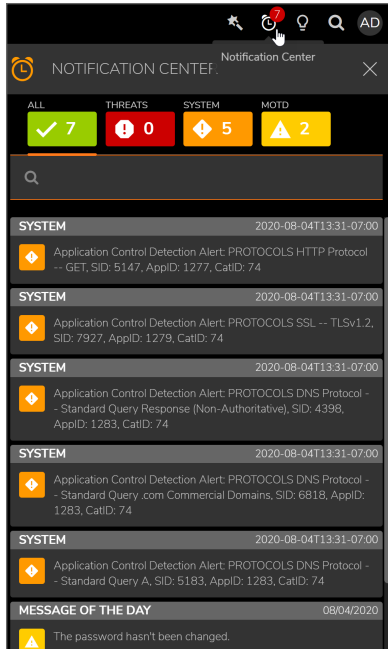 7
AD
Notification Center
NOTIFICATION CENTER
ALL
THREATS
SYSTEM
MOTD
7
0
5
2
SYSTEM 2020-08-04T13:31-07:00
Application Control Detection Alert: PROTOCOLS HTTP Protocol
-- GET, SID: 5147, AppID: 1277, CatID: 74
SYSTEM 2020-08-04T13:31-07:00
Application Control Detection Alert: PROTOCOLS SSL -- TLSv1.2,
SID: 7927, AppID: 1279, CatID: 74
SYSTEM 2020-08-04T13:31-07:00
Application Control Detection Alert: PROTOCOLS DNS Protocol -
- Standard Query Response (Non-Authoritative), SID: 4398,
AppID: 1283, CatID: 74
SYSTEM 2020-08-04T13:31-07:00
Application Control Detection Alert: PROTOCOLS DNS Protocol -
- Standard Query .com Commercial Domains, SID: 6818, AppID:
1283, CatID: 74
SYSTEM 2020-08-04T13:31-07:00
Application Control Detection Alert: PROTOCOLS DNS Protocol -
- Standard Query A, SID: 5183, AppID: 1283, CatID: 74
MESSAGE OF THE DAY 08/04/2020
The password hasn't been changed.